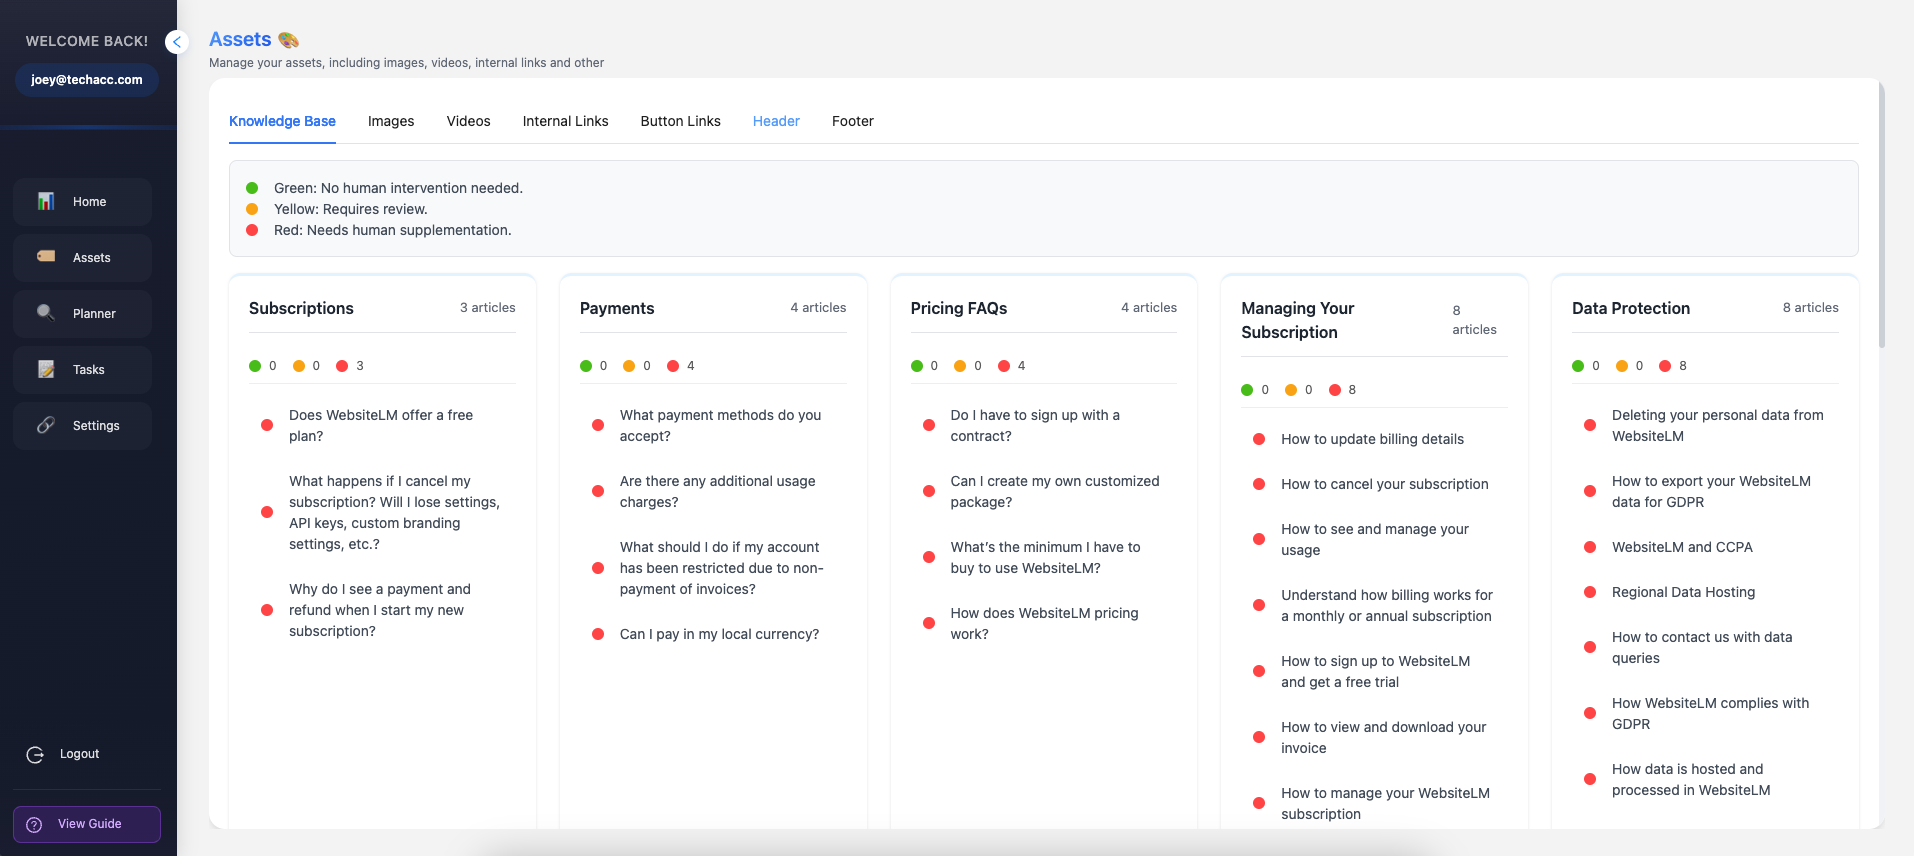 WELCOME BACK!
joey@techacc.com
Home
Assets
Planner
Tasks
Settings
Logout
View Guide
Assets
Manage your assets, including images, videos, internal links and other
Knowledge Base
Images
Videos
Internal Links
Button Links
Header
Footer
Green: No human intervention needed.
Yellow: Requires review.
Red: Needs human supplementation.
Subscriptions
3 articles
0
0
3
Does WebsiteLM offer a free
plan?
What happens if I cancel my
subscription? Will I lose settings,
API keys, custom branding
settings, etc.?
Why do I see a payment and
refund when I start my new
subscription?
Payments
4 articles
0
0
4
What payment methods do you
accept?
Are there any additional usage
charges?
What should I do if my account
has been restricted due to non-
payment of invoices?
Can I pay in my local currency?
Pricing FAQs
4 articles
0
0
4
Do I have to sign up with a
contract?
Can I create my own customized
package?
What's the minimum I have to
buy to use WebsiteLM?
How does WebsiteLM pricing
work?
Managing Your
Subscription
8
articles
0
0
8
How to update billing details
How to cancel your subscription
How to see and manage your
usage
Understand how billing works for
a monthly or annual subscription
How to sign up to WebsiteLM
and get a free trial
How to view and download your
invoice
How to manage your WebsiteLM
subscription
Data Protection
8 articles
0
0
8
Deleting your personal data from
WebsiteLM
How to export your WebsiteLM
data for GDPR
WebsiteLM and CCPA
Regional Data Hosting
How to contact us with data
queries
How WebsiteLM complies with
GDPR
How data is hosted and
processed in WebsiteLM